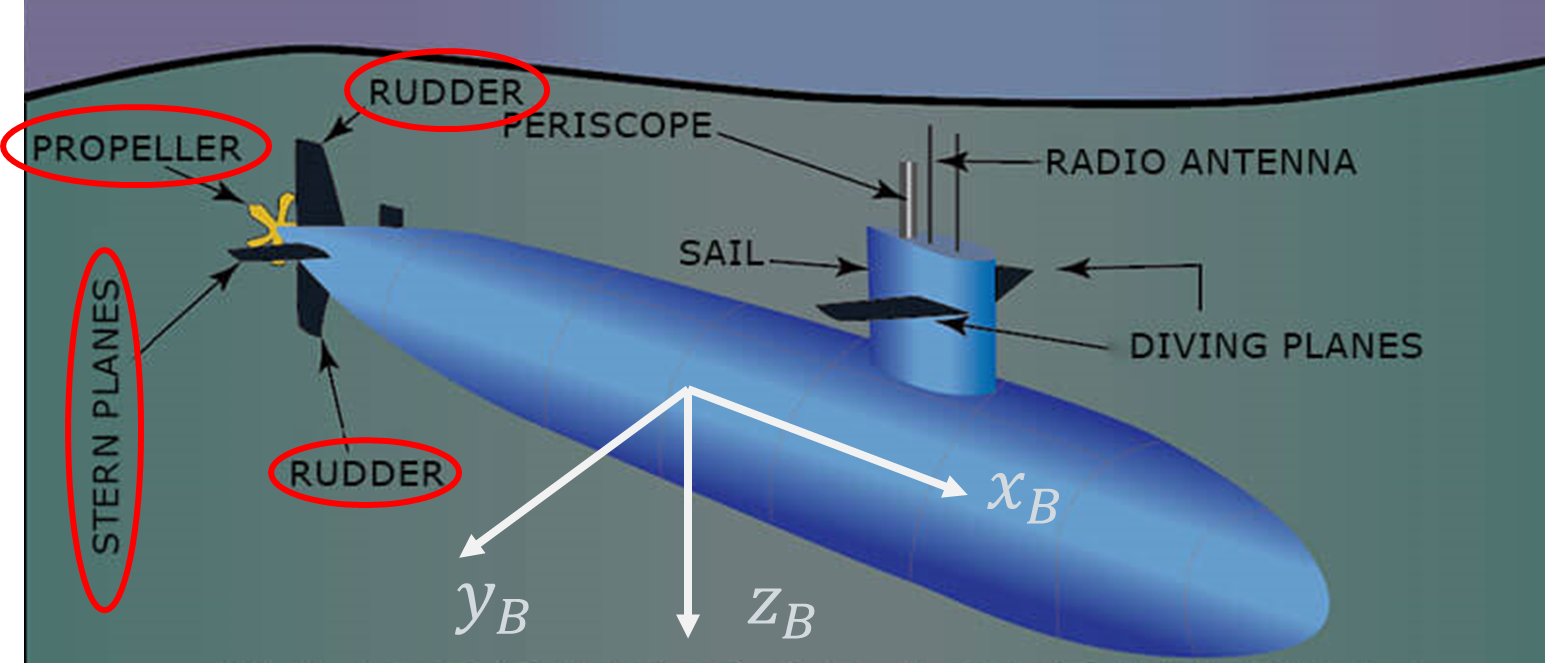 RUDDER
PERISCOPE
PROPELLER
RADIO ANTENNA
SAIL
DIVING PLANES
STERN PLANES
RUDDER
x_B
y_B
z_B